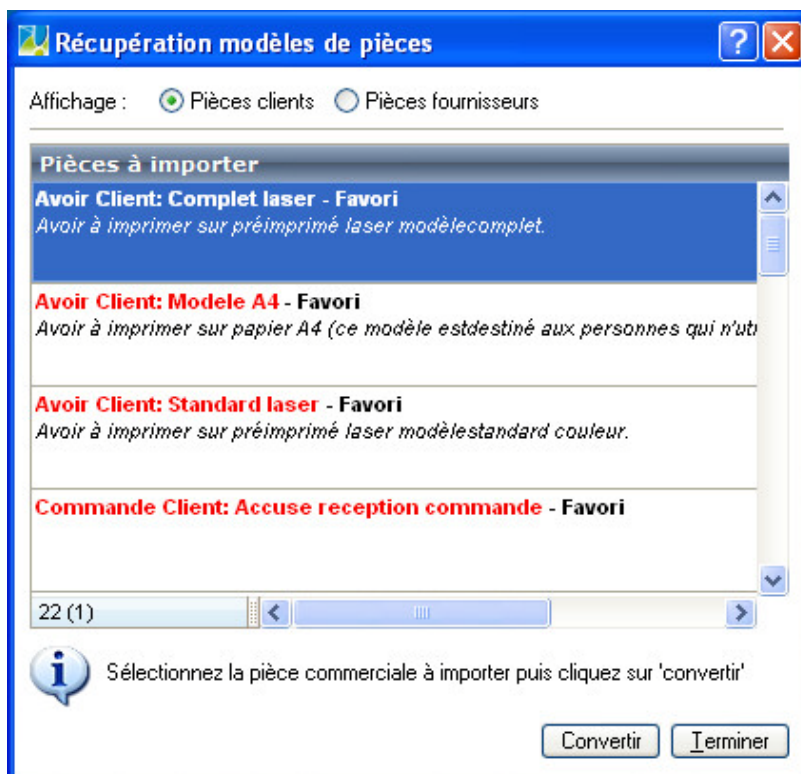 Récupération modèles de pièces
Affichage : Pièces clients Pièces fournisseurs
Pièces à importer
Avoir Client: Complet laser - Favori
Avoir à imprimer sur préimprimé laser modèlecomplet.
Avoir Client: Modele A4 - Favori
Avoir à imprimer sur papier A4 (ce modèle estdestiné aux personnes qui n'uti
Avoir Client: Standard laser - Favori
Avoir à imprimer sur préimprimé laser modèlestandard couleur.
Commande Client: Accuse reception commande - Favori
22 (1)
Sélectionnez la pièce commerciale à importer puis cliquez sur 'convertir'
Convertir Terminer